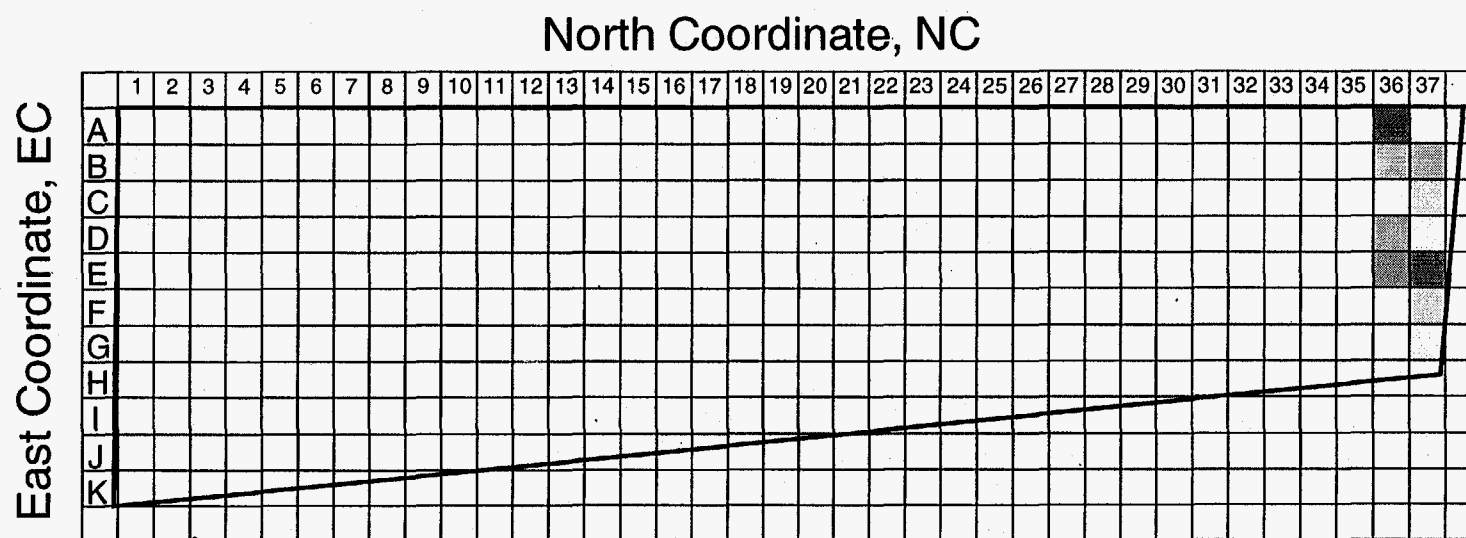 North Coordinate, NC
East Coordinate, EC
1 2 3 4 5 6 7 8 9 10 11 12 13 14 15 16 17 18 19 20 21 22 23 24 25 26 27 28 29 30 31 32 33 34 35 36 37
A
B
C
D
E
F
G
H
I
J
K